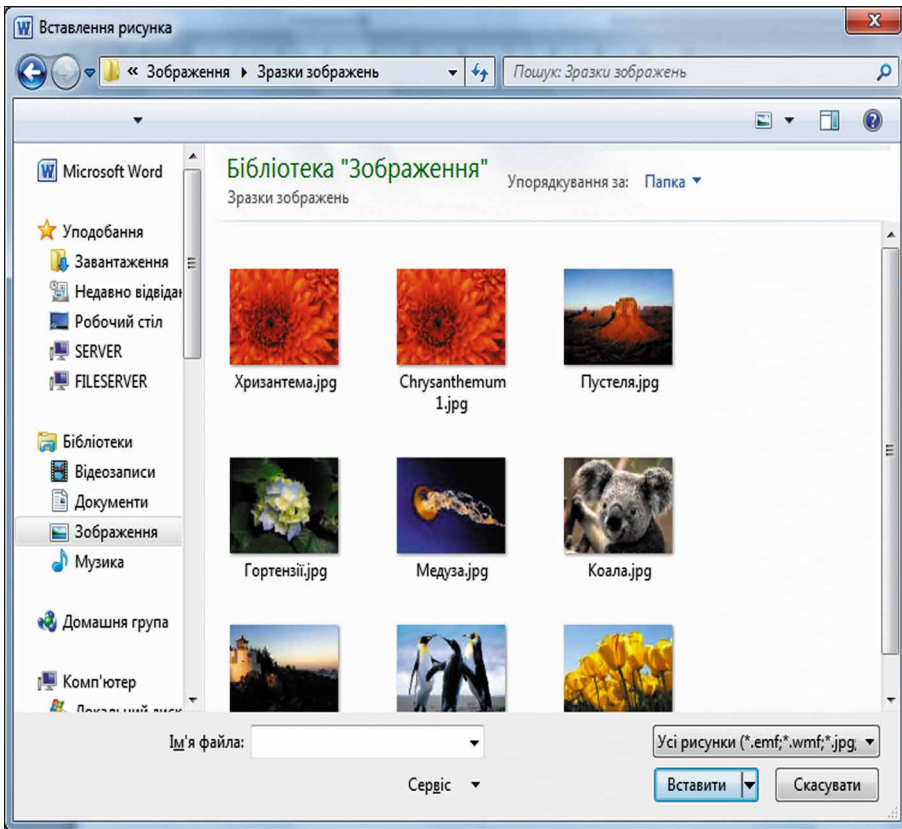 Вставлення рисунка
« Зображення Зразки зображень
Пошук: Зразки зображень
Microsoft Word
Уподобання
Завантаження
Недавно
Робочий стіл
SERVER
FILESERVER
Бібліотеки
Відеозаписи
Документи
Зображення
Музика
Домашня група
Комп'ютер
Бібліотека "Зображення"
Зразки зображень
Упорядкування за: Папка
Хризантема.jpg
Chrysanthemum
1.jpg
Пустеля.jpg
Гортензії.jpg
Медуза.jpg
Коала.jpg
Ім'я файла:
Усі рисунки (*.emf;*.wmf;*.jpg;
Сервіс
Вставити
Скасувати